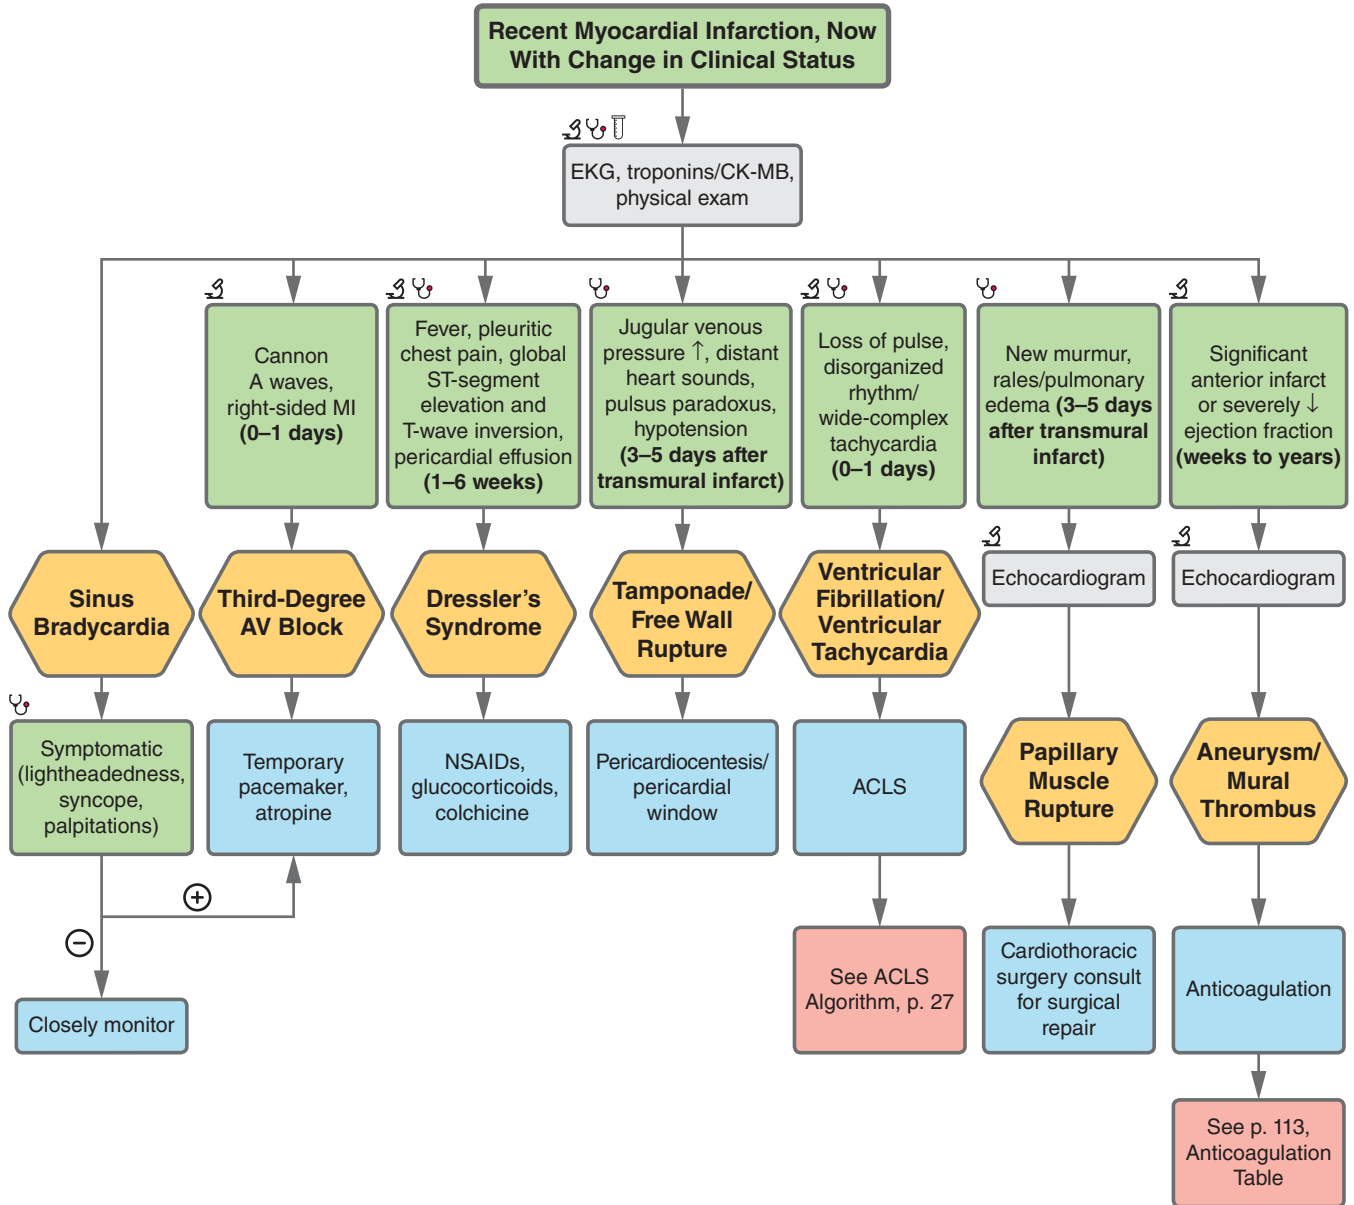 Recent Myocardial Infarction, Now
With Change in Clinical Status
EKG, troponins/CK-MB,
physical exam
Cannon
A waves,
right-sided MI
(0–1 days)
Fever, pleuritic
chest pain, global
ST-segment
elevation and
T-wave inversion,
pericardial effusion
(1–6 weeks)
Jugular venous
pressure ↑, distant
heart sounds,
pulsus paradoxus,
hypotension
(3–5 days after
transmural infarct)
Loss of pulse,
disorganized
rhythm/
wide-complex
tachycardia
(0–1 days)
New murmur,
rales/pulmonary
edema (3–5 days
after transmural
infarct)
Significant
anterior infarct
or severely ↓
ejection fraction
(weeks to years)
Echocardiogram
Echocardiogram
Sinus
Bradycardia
Third-Degree
AV Block
Dressler's
Syndrome
Tamponade/
Free Wall
Rupture
Ventricular
Fibrillation/
Ventricular
Tachycardia
Symptomatic
(lightheadedness,
syncope,
palpitations)
Temporary
pacemaker,
atropine
NSAIDs,
glucocorticoids,
colchicine
Pericardiocentesis/
pericardial
window
ACLS
Papillary
Muscle
Rupture
Aneurysm/
Mural
Thrombus
+
−
Closely monitor
See ACLS
Algorithm, p. 27
Cardiothoracic
surgery consult
for surgical
repair
Anticoagulation
See p. 113,
Anticoagulation
Table